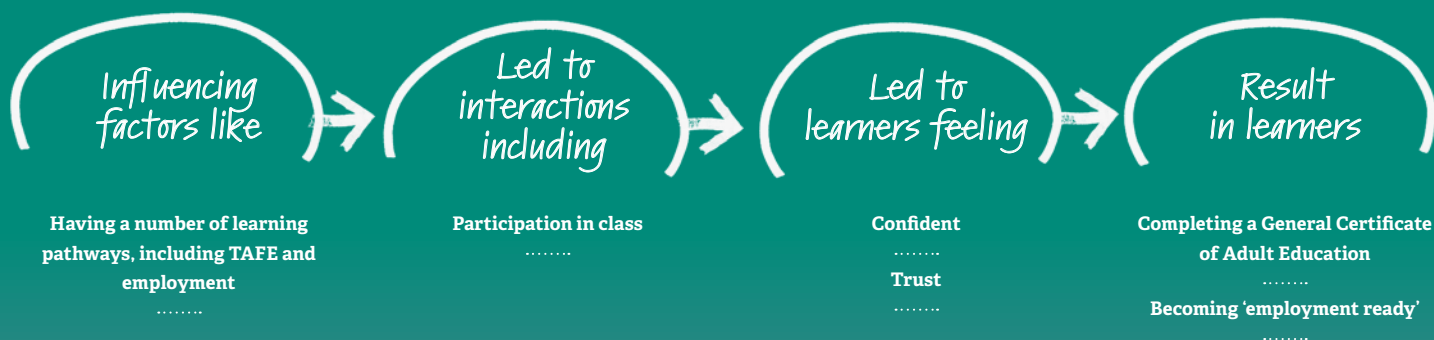 Influencing
factors like
Led to
interactions
including
Led to
learners feeling
Result
in learners
Having a number of learning
pathways, including TAFE and
employment
........
Participation in class
........
Confident
........
Trust
........
Completing a General Certificate
of Adult Education
........
Becoming ‘employment ready’
........